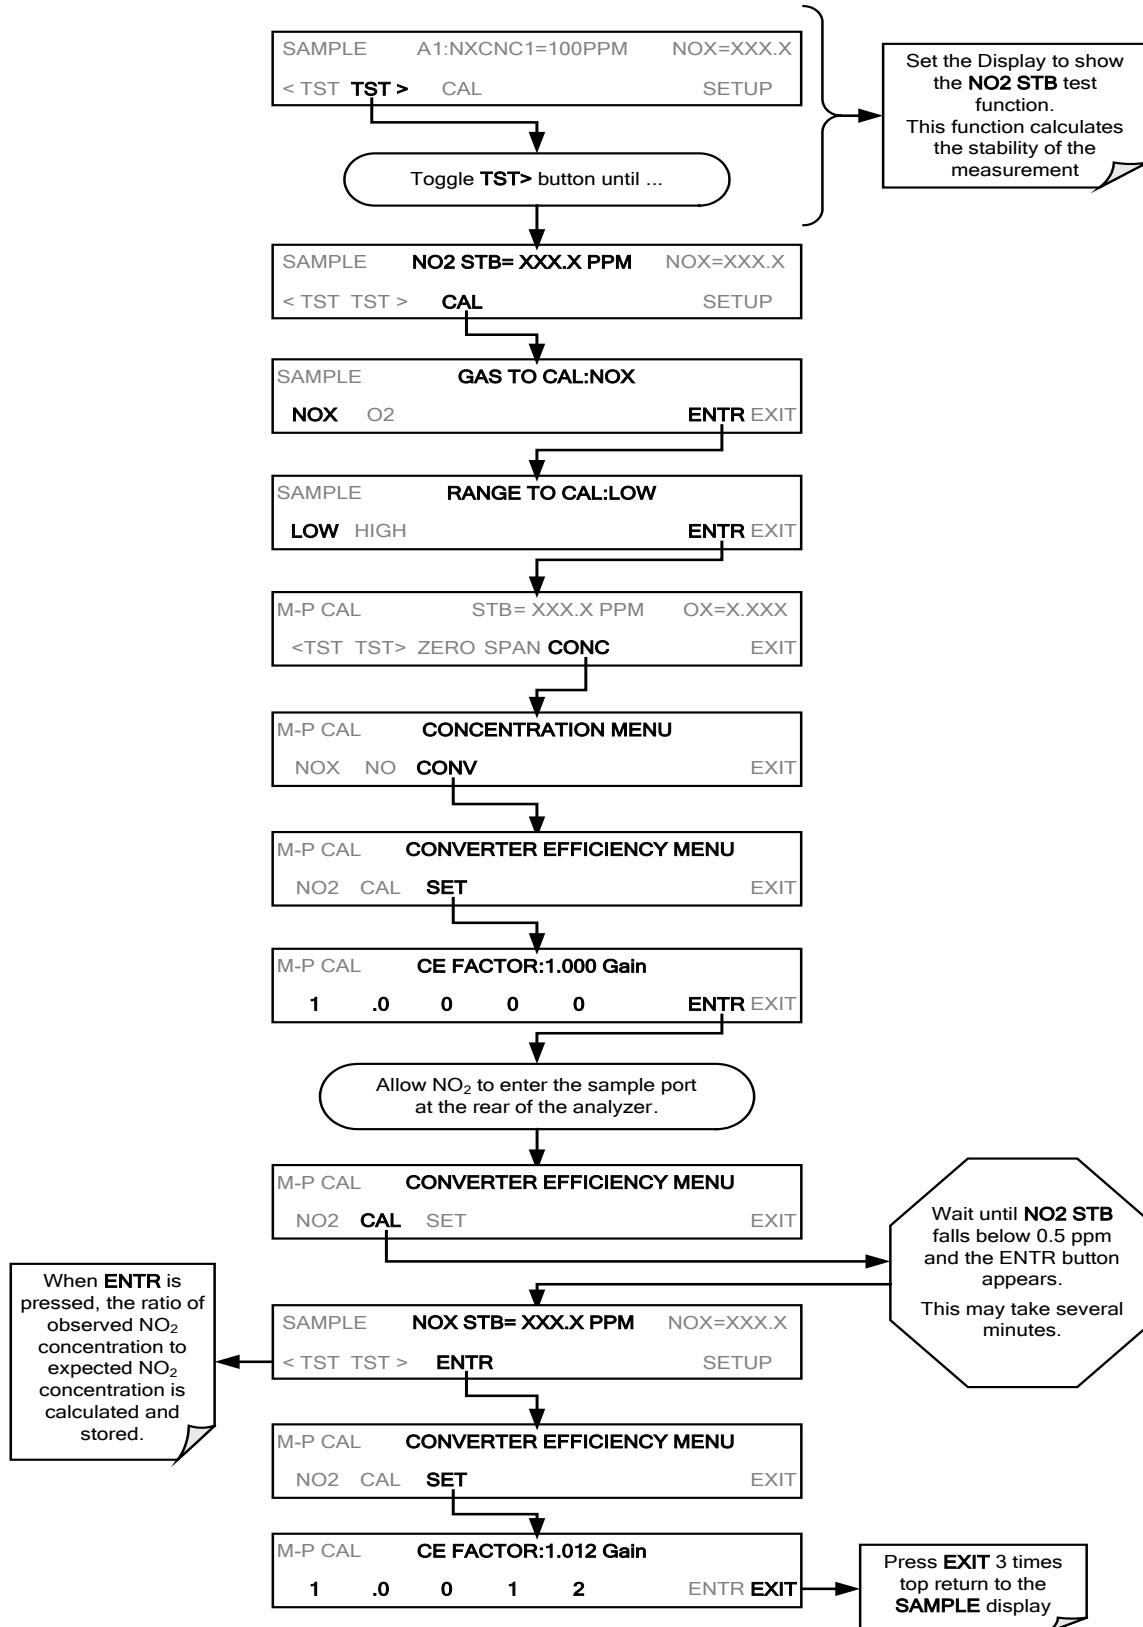 SAMPLE A1:NXCNC1=100PPM NOX=XXX.X
< TST TST > CAL SETUP
Set the Display to show
the NO2 STB test
function.
This function calculates
the stability of the
measurement
Toggle TST> button until ...
SAMPLE NO2 STB= XXX.X PPM NOX=XXX.X
< TST TST > CAL SETUP
SAMPLE GAS TO CAL:NOX
NOX O2 ENTR EXIT
SAMPLE RANGE TO CAL:LOW
LOW HIGH ENTR EXIT
M-P CAL STB= XXX.X PPM OX=X.XXX
<TST TST> ZERO SPAN CONC EXIT
M-P CAL CONCENTRATION MENU
NOX NO CONV EXIT
M-P CAL CONVERTER EFFICIENCY MENU
NO2 CAL SET EXIT
M-P CAL CE FACTOR:1.000 Gain
1 .0 0 0 0 ENTR EXIT
Allow NO₂ to enter the sample port
at the rear of the analyzer.
M-P CAL CONVERTER EFFICIENCY MENU
NO2 CAL SET EXIT
Wait until NO2 STB
falls below 0.5 ppm
and the ENTR button
appears.
This may take several
minutes.
SAMPLE NOX STB= XXX.X PPM NOX=XXX.X
< TST TST > ENTR SETUP
When ENTR is
pressed, the ratio of
observed NO₂
concentration to
expected NO₂
concentration is
calculated and
stored.
M-P CAL CONVERTER EFFICIENCY MENU
NO2 CAL SET EXIT
M-P CAL CE FACTOR:1.012 Gain
1 .0 0 1 2 ENTR EXIT
Press EXIT 3 times
top return to the
SAMPLE display